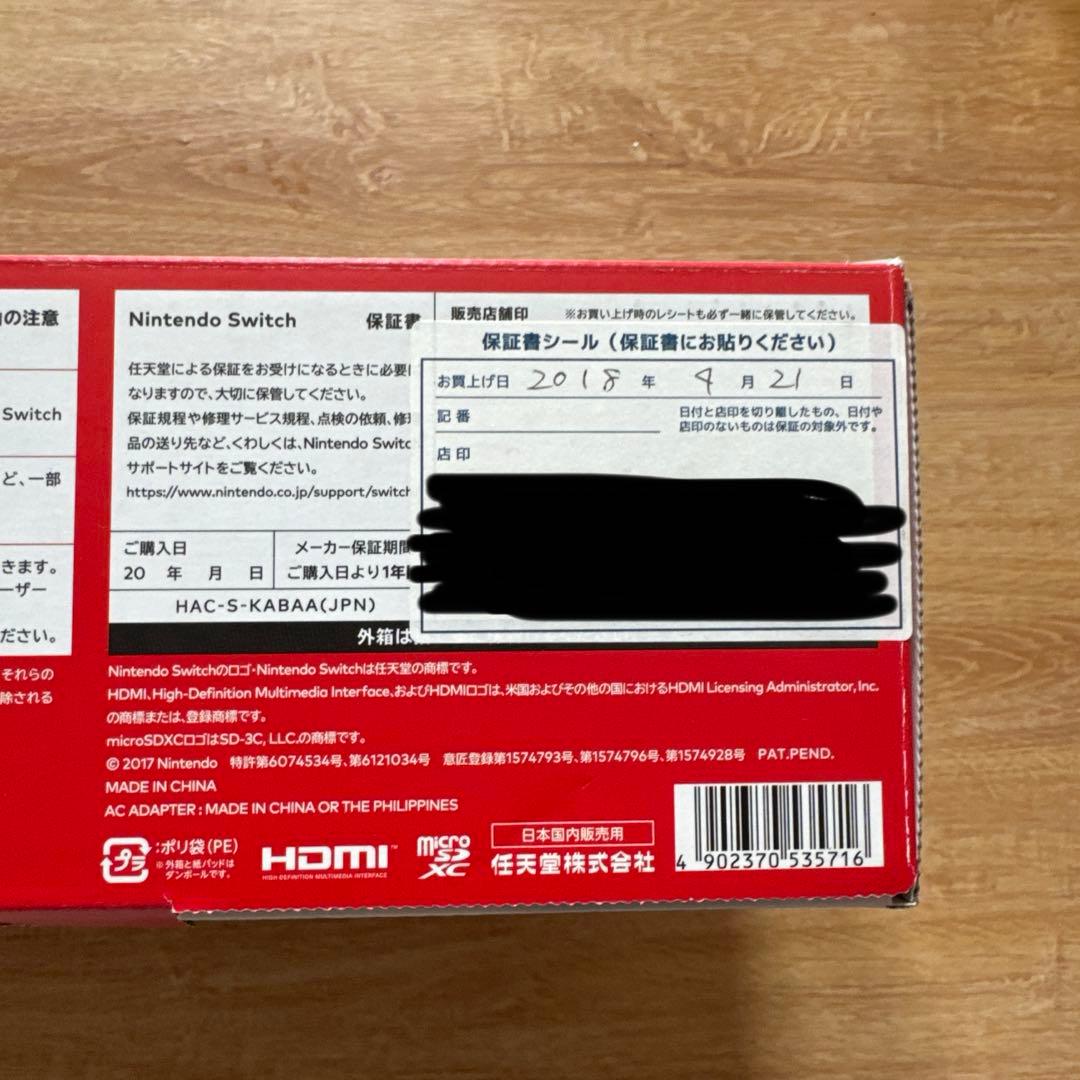 の注意
Switch
ど、一部
きます。
ーザー
ださい。
それらの
除される
Nintendo Switch 保証書
任天堂による保証をお受けになるときに必要
なりますので、大切に保管してください。
保証規程や修理サービス規程、点検の依頼、修
品の送り先など、くわしくは、Nintendo Switc
サポートサイトをご覧ください。
https://www.nintendo.co.jp/support/switch
ご購入日
20 年 月 日
メーカー保証期間
ご購入日より1年
HAC-S-KABAA(JPN)
外箱は
販売店舗印 ※お買い上げ時のレシートも必ず一緒に保管してください。
保証書シール(保証書にお貼りください)
お買上げ日 2018 年 4 月 21 日
記番
日付と店印を切り離したもの、日付や
店印のないものは保証の対象外です。
店印
Nintendo Switchのロゴ・Nintendo Switchは任天堂の商標です。
HDMI、High-Definition Multimedia Interface、およびHDMIロゴは、米国およびその他の国におけるHDMI Licensing Administrator, Inc.
の商標または、登録商標です。
microSDXCロゴはSD-3C, LLC.の商標です。
© 2017 Nintendo 特許第6074534号、第6121034号 意匠登録第1574793号、第1574796号、第1574928号 PAT.PEND.
MADE IN CHINA
AC ADAPTER : MADE IN CHINA OR THE PHILIPPINES
プラ
:ポリ袋(PE)
※外箱と紙パッドは
ダンボールです。
HDMI™
HIGH-DEFINITION MULTIMEDIA INTERFACE
micro
SD
XC
日本国内販売用
任天堂株式会社
4 902370 535716